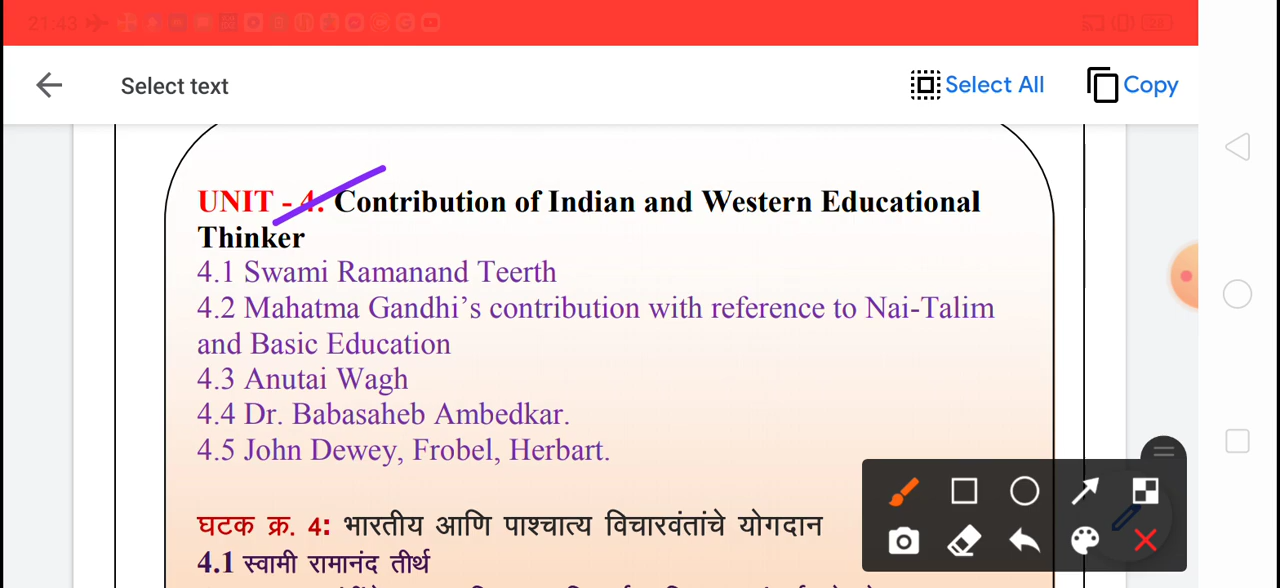 21:43
Select text
Select All
Copy
UNIT - 4: Contribution of Indian and Western Educational
Thinker
4.1 Swami Ramanand Teerth
4.2 Mahatma Gandhi’s contribution with reference to Nai-Talim
and Basic Education
4.3 Anutai Wagh
4.4 Dr. Babasaheb Ambedkar.
4.5 John Dewey, Frobel, Herbart.
घटक क्र. 4: भारतीय आणि पाश्चात्य विचारवंतांचे योगदान
4.1 स्वामी रामानंद तीर्थ